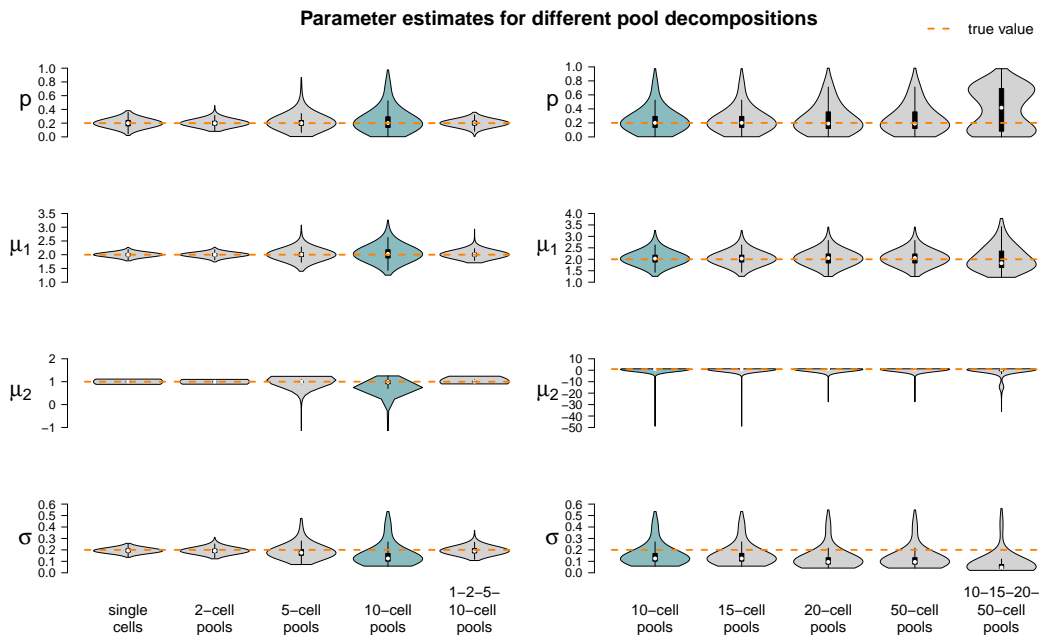 Parameter estimates for different pool decompositions
true value
p
1.0
0.8
0.6
0.4
0.2
0.0
1.0
0.8
0.6
0.4
0.2
0.0
p
μ1
3.5
3.0
2.5
2.0
1.5
1.0
μ1
4.0
3.5
3.0
2.5
2.0
1.5
1.0
μ2
2
1
0
−1
μ2
10
0
−10
−20
−30
−40
−50
σ
0.6
0.5
0.4
0.3
0.2
0.1
0.0
σ
0.6
0.5
0.4
0.3
0.2
0.1
0.0
single
cells
2−cell
pools
5−cell
pools
10−cell
pools
1−2−5−
10−cell
pools
10−cell
pools
15−cell
pools
20−cell
pools
50−cell
pools
10−15−20−
50−cell
pools